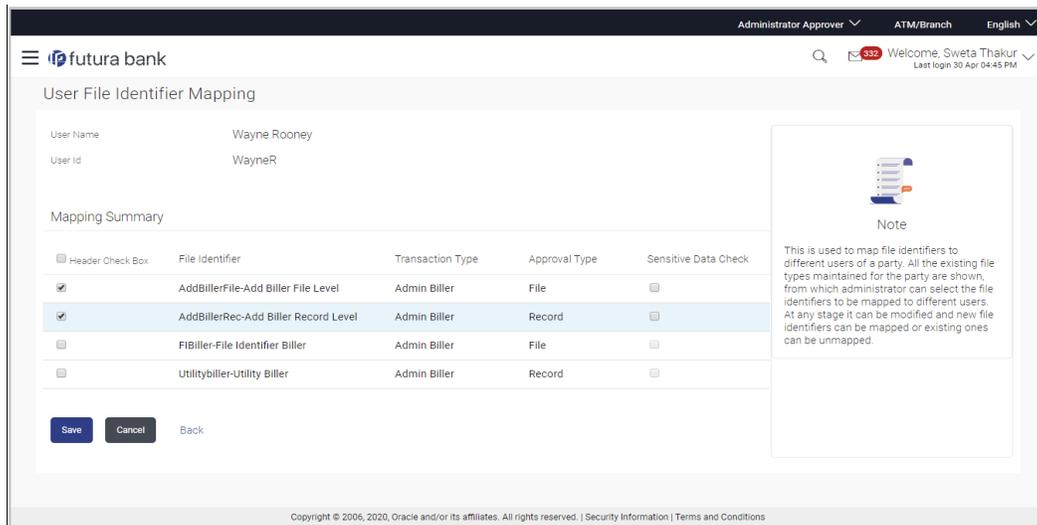 Administrator Approver ATM/Branch English
futura bank 332 Welcome, Sweta Thakur
Last login 30 Apr 04:45 PM
User File Identifier Mapping
User Name Wayne Rooney
User Id WayneR
Mapping Summary
Header Check Box File Identifier Transaction Type Approval Type Sensitive Data Check
AddBillerFile-Add Biller File Level Admin Biller File
AddBillerRec-Add Biller Record Level Admin Biller Record
FIBiller-File Identifier Biller Admin Biller File
Utilitybiller-Utility Biller Admin Biller Record
Save Cancel Back
Note
This is used to map file identifiers to
different users of a party. All the existing file
types maintained for the party are shown,
from which administrator can select the file
identifiers to be mapped to different users.
At any stage it can be modified and new file
identifiers can be mapped or existing ones
can be unmapped.
Copyright © 2006, 2020, Oracle and/or its affiliates. All rights reserved. | Security Information | Terms and Conditions